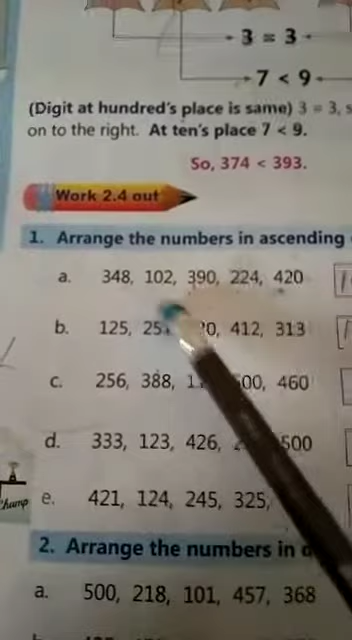 3 = 3
7 < 9
(Digit at hundred's place is same) 3 = 3,
on to the right. At ten's place 7 < 9.
So, 374 < 393.
Work 2.4 out
1. Arrange the numbers in ascending
a. 348, 102, 390, 224, 420
b. 125, 412, 313
c. 256, 388, 460
d. 333, 123, 426, 500
e. 421, 124, 245, 325,
2. Arrange the numbers in
a. 500, 218, 101, 457, 368